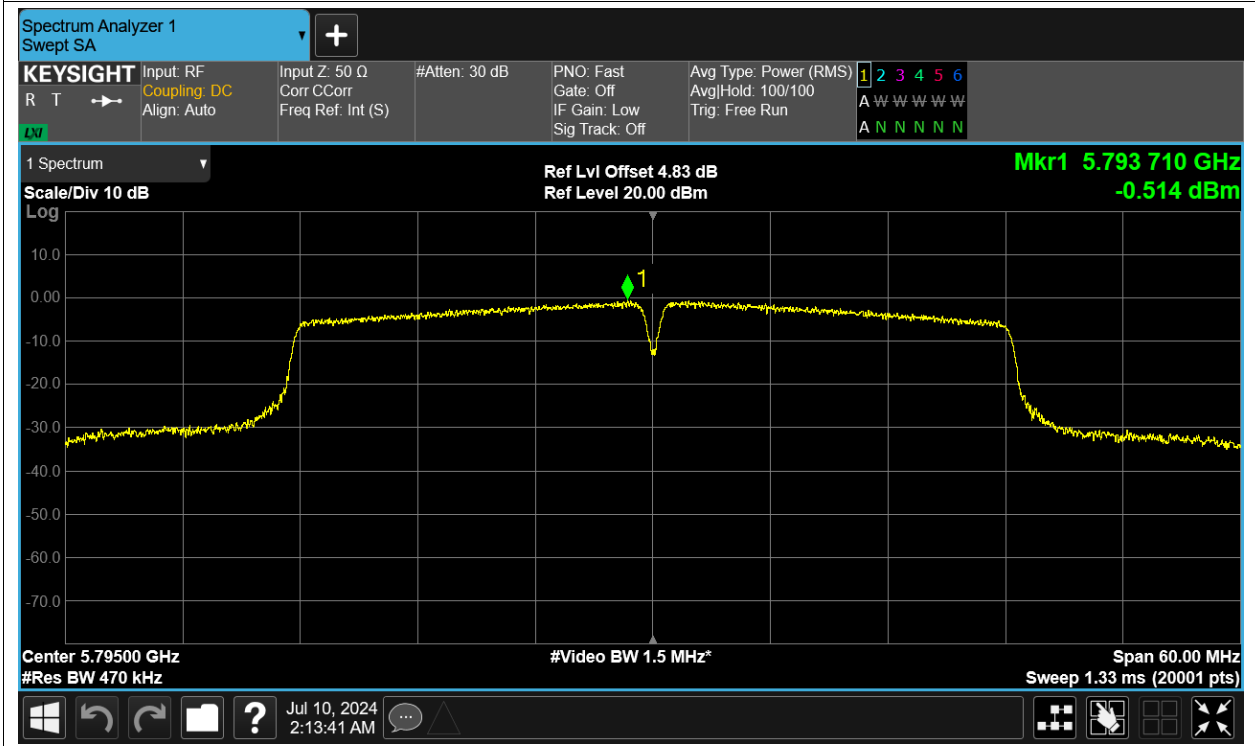 Spectrum Analyzer 1
Swept SA
KEYSIGHT
R T
LXI
Input: RF
Coupling: DC
Align: Auto
Input Z: 50 Ω
Corr CCorr
Freq Ref: Int (S)
#Atten: 30 dB
PNO: Fast
Gate: Off
IF Gain: Low
Sig Track: Off
Avg Type: Power (RMS)
Avg|Hold: 100/100
Trig: Free Run
1 2 3 4 5 6
A W W W W W
A N N N N N
1 Spectrum
Scale/Div 10 dB
Log
Ref Lvl Offset 4.83 dB
Ref Level 20.00 dBm
Mkr1 5.793 710 GHz
-0.514 dBm
10.0
1
0.00
-10.0
-20.0
-30.0
-40.0
-50.0
-60.0
-70.0
Center 5.79500 GHz
#Res BW 470 kHz
#Video BW 1.5 MHz*
Span 60.00 MHz
Sweep 1.33 ms (20001 pts)
?
Jul 10, 2024
2:13:41 AM